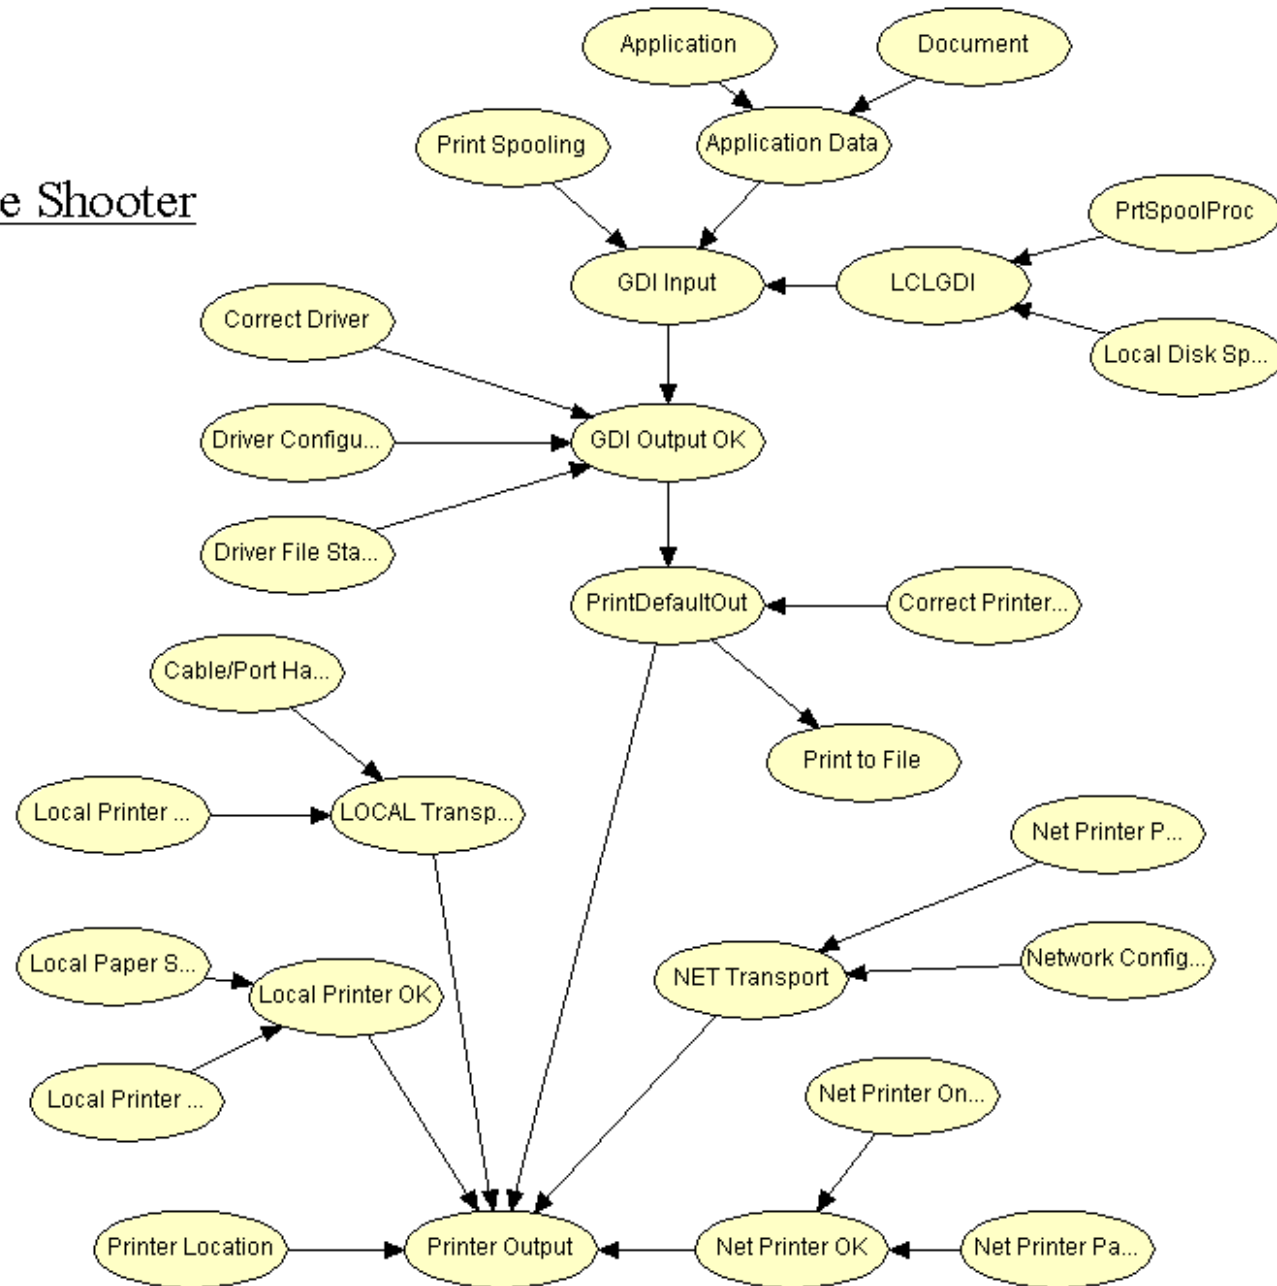 Application
Document
Print Spooling
Application Data
e Shooter
PrtSpoolProc
GDI Input
LCLGDI
Correct Driver
Local Disk Sp...
Driver Configu...
GDI Output OK
Driver File Sta...
PrintDefaultOut
Correct Printer...
Cable/Port Ha...
Print to File
Local Printer ...
LOCAL Transp...
Net Printer P...
Local Paper S...
Local Printer OK
NET Transport
Network Config...
Local Printer ...
Net Printer On...
Printer Location
Printer Output
Net Printer OK
Net Printer Pa...